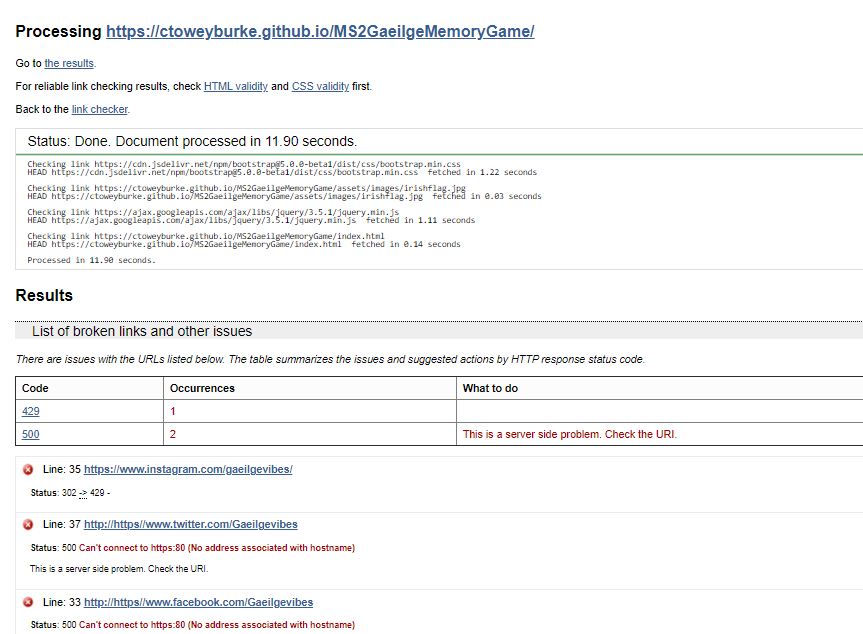 Processing https://ctoweyburke.github.io/MS2GaeilgeMemoryGame/
Go to the results.
For reliable link checking results, check HTML validity and CSS validity first.
Back to the link checker.
Status: Done. Document processed in 11.90 seconds.
Checking link https://cdn.jsdelivr.net/npm/bootstrap@5.0.0-beta1/dist/css/bootstrap.min.css
HEAD https://cdn.jsdelivr.net/npm/bootstrap@5.0.0-beta1/dist/css/bootstrap.min.css fetched in 1.22 seconds
Checking link https://ctoweyburke.github.io/MS2GaeilgeMemoryGame/assets/images/irishflag.jpg
HEAD https://ctoweyburke.github.io/MS2GaeilgeMemoryGame/assets/images/irishflag.jpg fetched in 0.03 seconds
Checking link https://ajax.googleapis.com/ajax/libs/jquery/3.5.1/jquery.min.js
HEAD https://ajax.googleapis.com/ajax/libs/jquery/3.5.1/jquery.min.js fetched in 1.11 seconds
Checking link https://ctoweyburke.github.io/MS2GaeilgeMemoryGame/index.html
HEAD https://ctoweyburke.github.io/MS2GaeilgeMemoryGame/index.html fetched in 0.14 seconds
Processed in 11.90 seconds.
Results
List of broken links and other issues
There are issues with the URLs listed below. The table summarizes the issues and suggested actions by HTTP response status code.
Code Occurrences What to do
429 1
500 2 This is a server side problem. Check the URI.
Line: 35 https://www.instagram.com/gaeilgevibes/
Status: 302 -> 429 -
Line: 37 http://https//www.twitter.com/Gaeilgevibes
Status: 500 Can't connect to https:80 (No address associated with hostname)
This is a server side problem. Check the URI.
Line: 33 http://https//www.facebook.com/Gaeilgevibes
Status: 500 Can't connect to https:80 (No address associated with hostname)